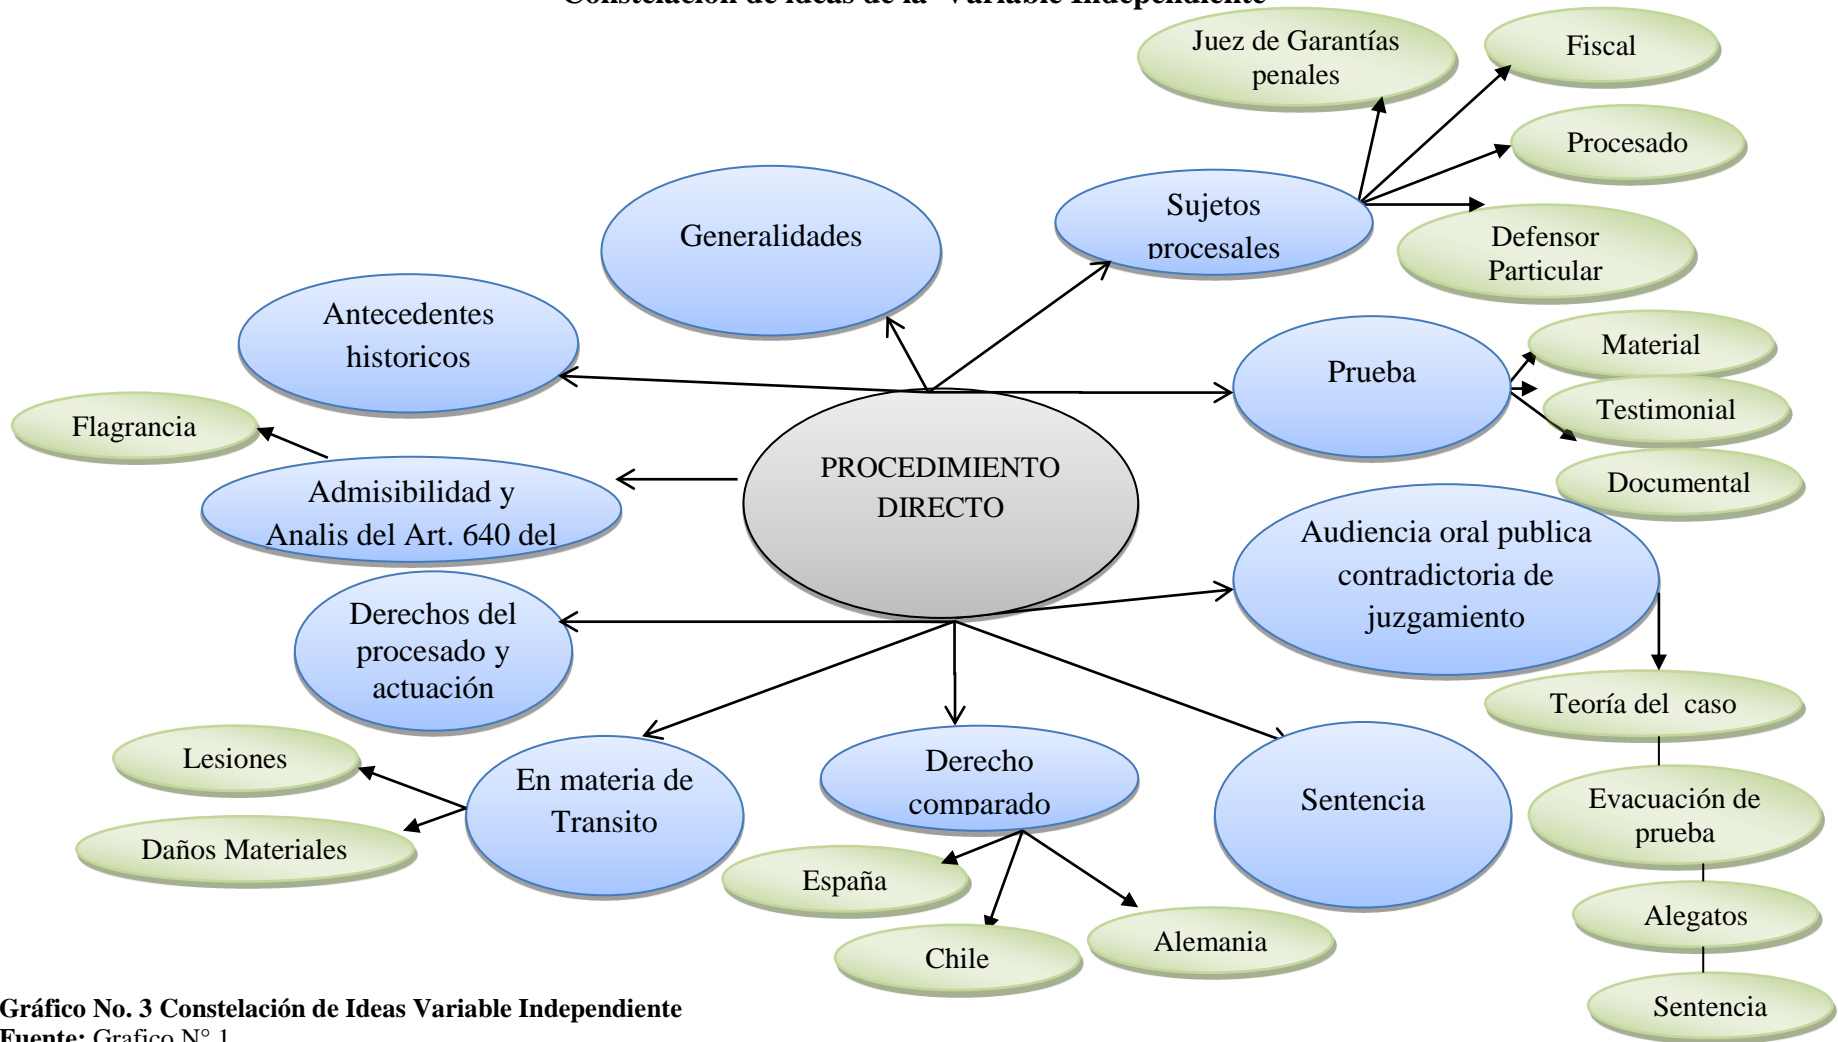 Constelación de ideas de la Variable Independiente
Juez de Garantías
penales
Fiscal
Procesado
Sujetos
procesales
Defensor
Particular
Generalidades
Antecedentes
historicos
Prueba
Material
Testimonial
Documental
Flagrancia
Admisibilidad y
Analis del Art. 640 del
PROCEDIMIENTO
DIRECTO
Audiencia oral publica
contradictoria de
juzgamiento
Derechos del
procesado y
actuación
Teoría del caso
Lesiones
Daños Materiales
En materia de
Transito
Derecho
comparado
Sentencia
Evacuación de
prueba
España
Chile
Alemania
Alegatos
Sentencia
Gráfico No. 3 Constelación de Ideas Variable Independiente
Fuente: Grafico N° 1